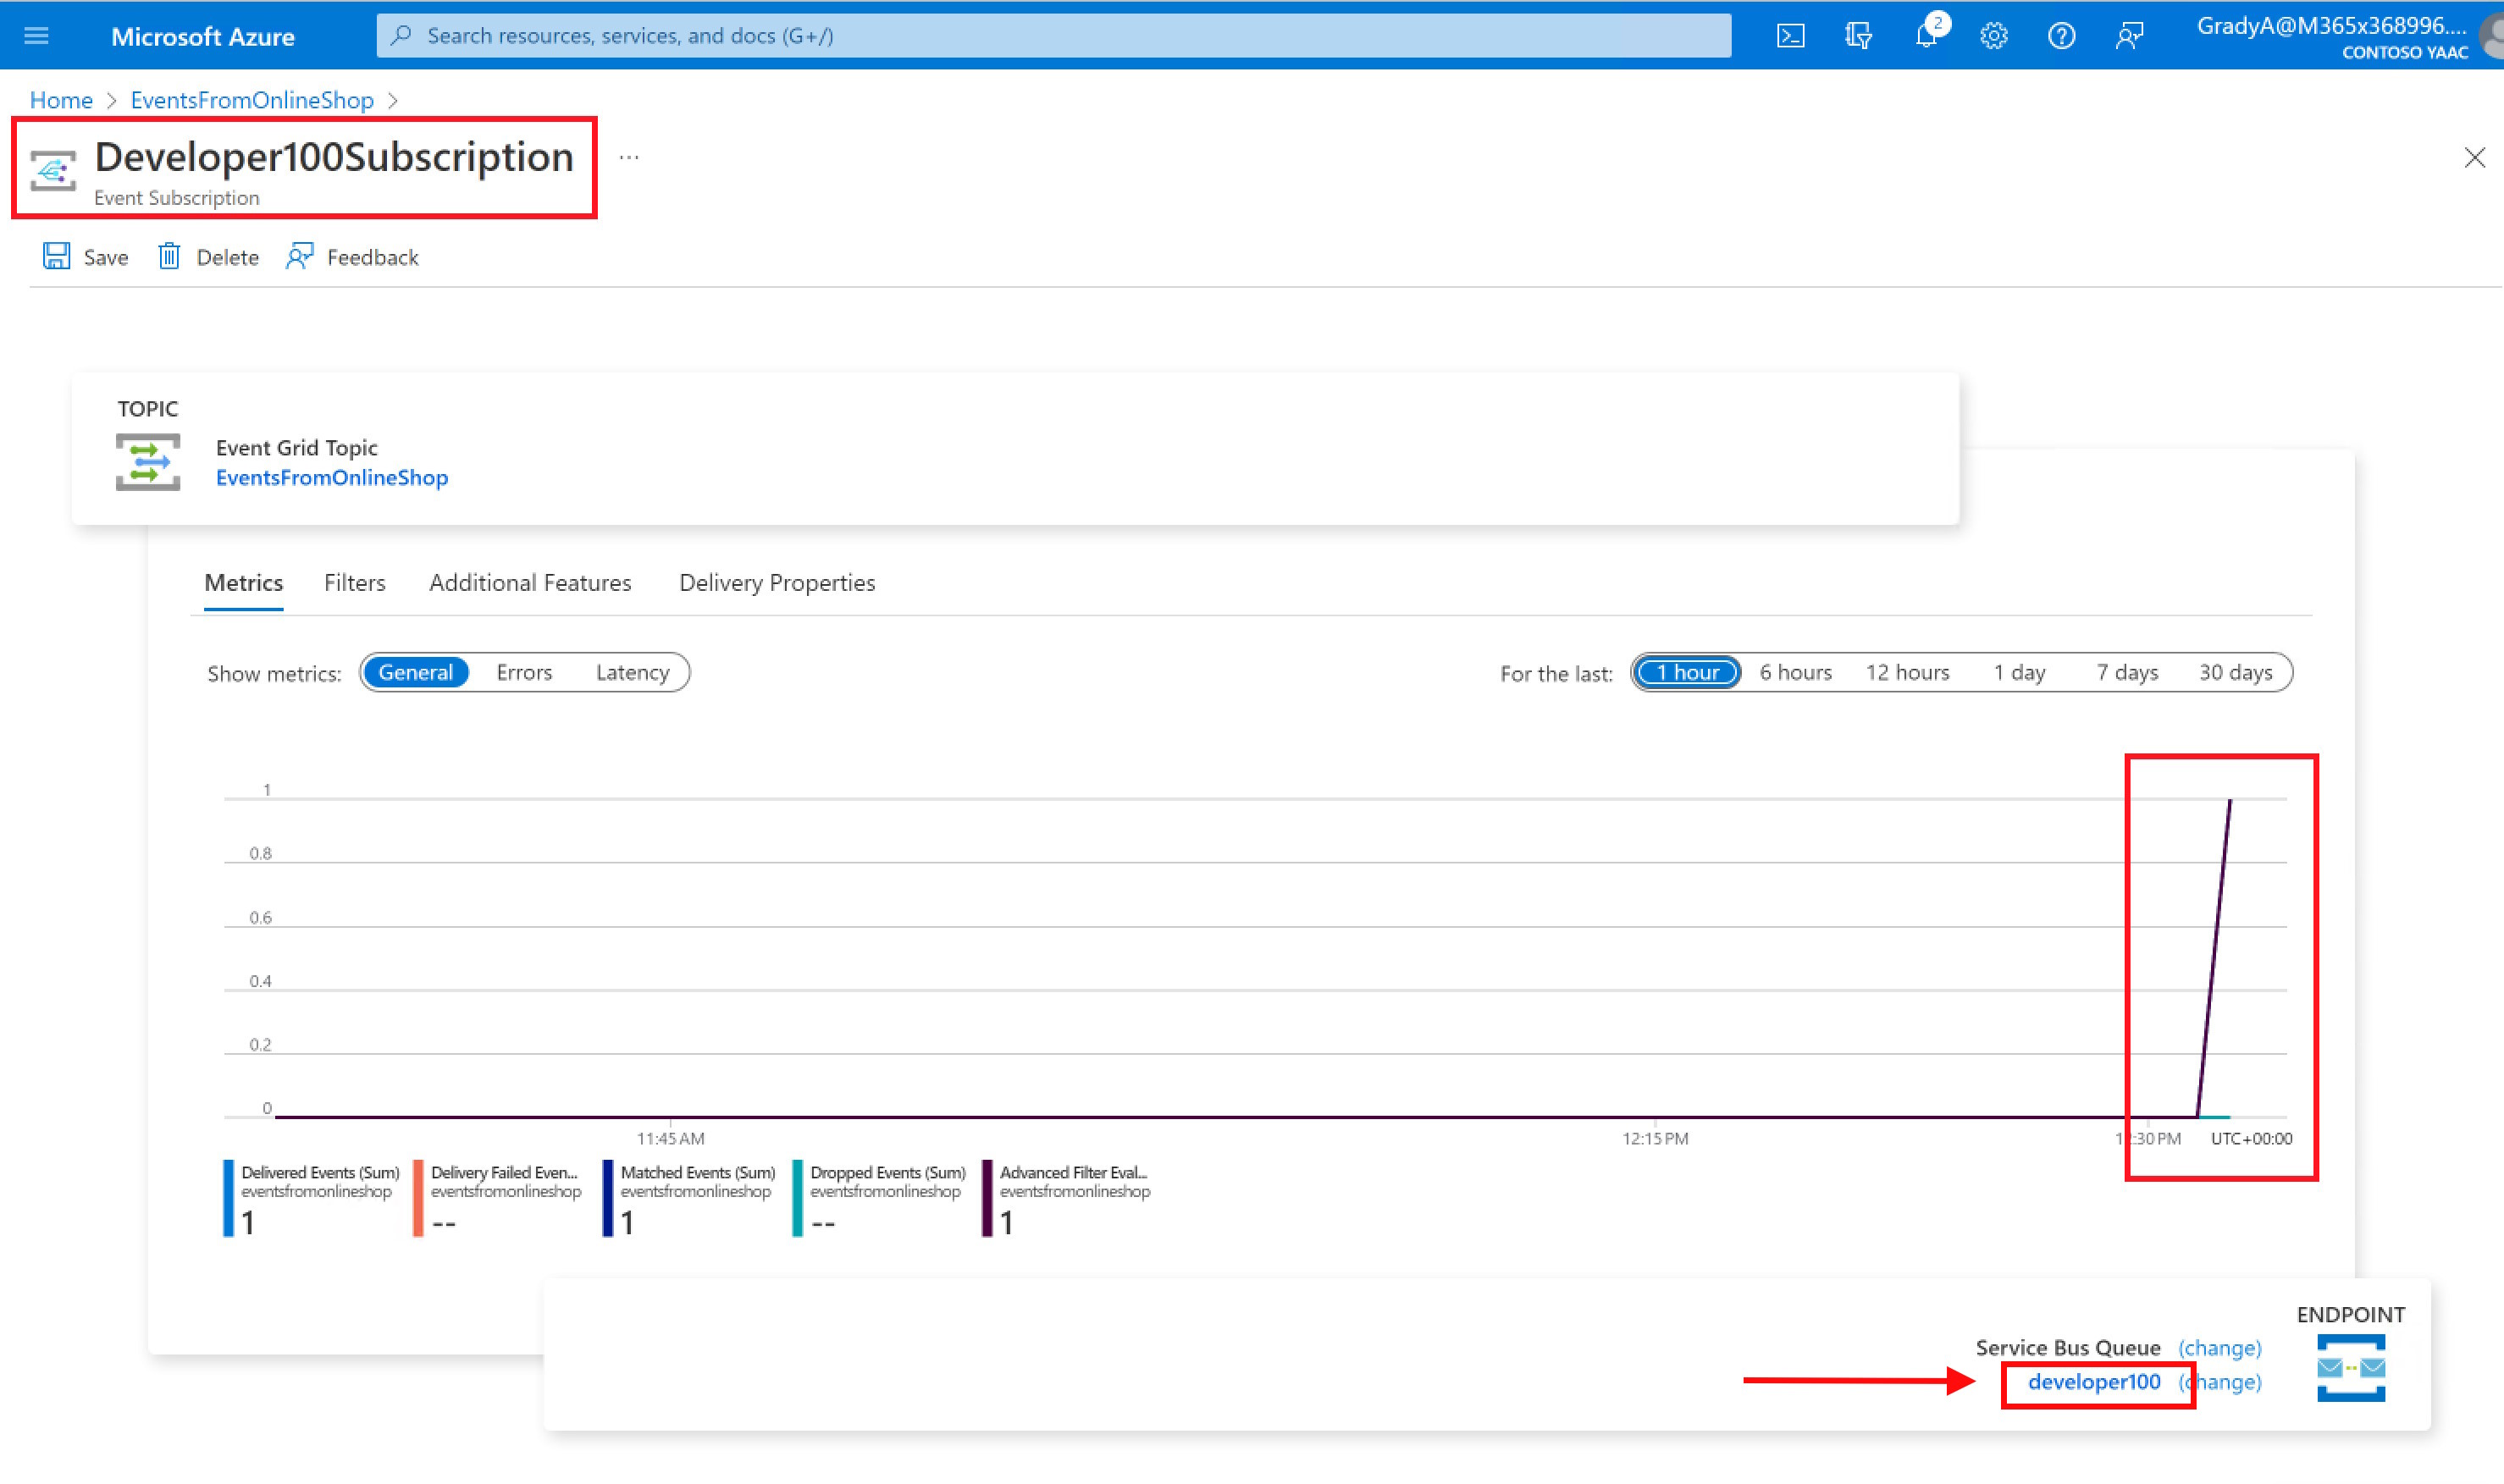 Microsoft Azure
Search resources, services, and docs (G+/)
2
GradyA@M365x368996....
CONTOSO YAAC
Home > EventsFromOnlineShop >
Developer100Subscription ...
Event Subscription
Save Delete Feedback
TOPIC
Event Grid Topic
EventsFromOnlineShop
Metrics Filters Additional Features Delivery Properties
Show metrics: General Errors Latency
For the last: 1 hour 6 hours 12 hours 1 day 7 days 30 days
1
0.8
0.6
0.4
0.2
0
11:45 AM 12:15 PM 12:30 PM UTC+00:00
Delivered Events (Sum)
eventsfromonlineshop
1
Delivery Failed Even...
eventsfromonlineshop
--
Matched Events (Sum)
eventsfromonlineshop
1
Dropped Events (Sum)
eventsfromonlineshop
--
Advanced Filter Eval...
eventsfromonlineshop
1
ENDPOINT
Service Bus Queue (change)
developer100 (change)